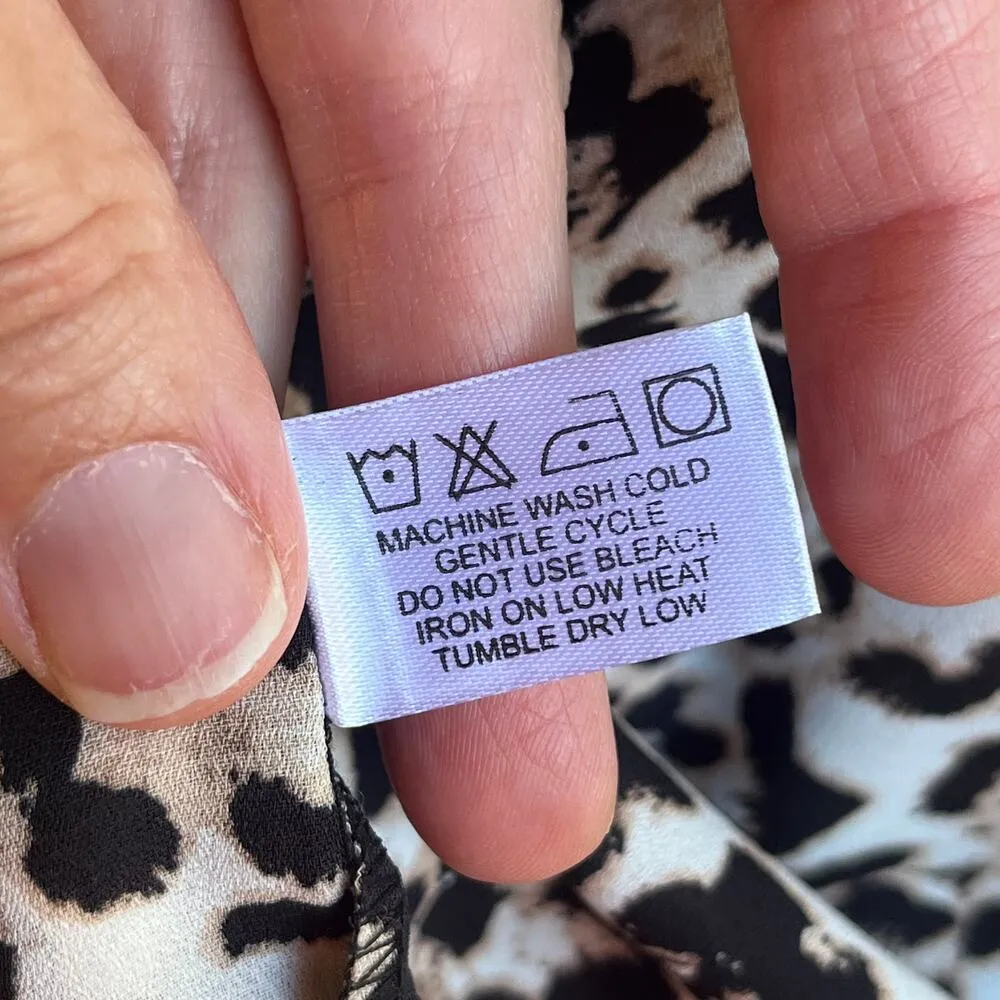 MACHINE WASH COLD
GENTLE CYCLE
DO NOT USE BLEACH
IRON ON LOW HEAT
TUMBLE DRY LOW